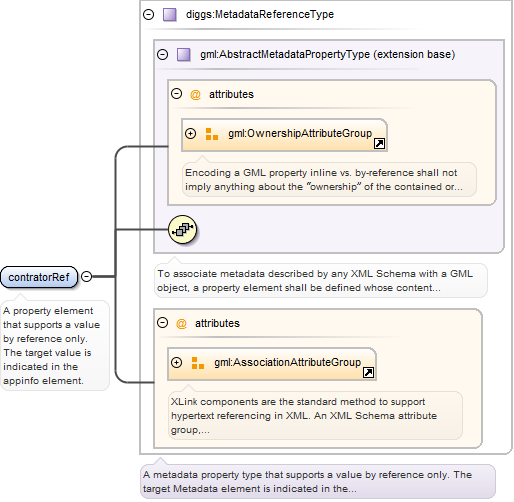 diggs:MetadataReferenceType
gml:AbstractMetadataPropertyType (extension base)
@ attributes
gml:OwnershipAttributeGroup
Encoding a GML property inline vs. by-reference shall not
imply anything about the "ownership" of the contained or...
To associate metadata described by any XML Schema with a GML
object, a property element shall be defined whose content...
contratorRef
A property element
that supports a value
by reference only.
The target value is
indicated in the
appinfo element.
@ attributes
gml:AssociationAttributeGroup
XLink components are the standard method to support
hypertext referencing in XML. An XML Schema attribute
group,...
A metadata property type that supports a value by reference only. The
target Metadata element is indicated in the...